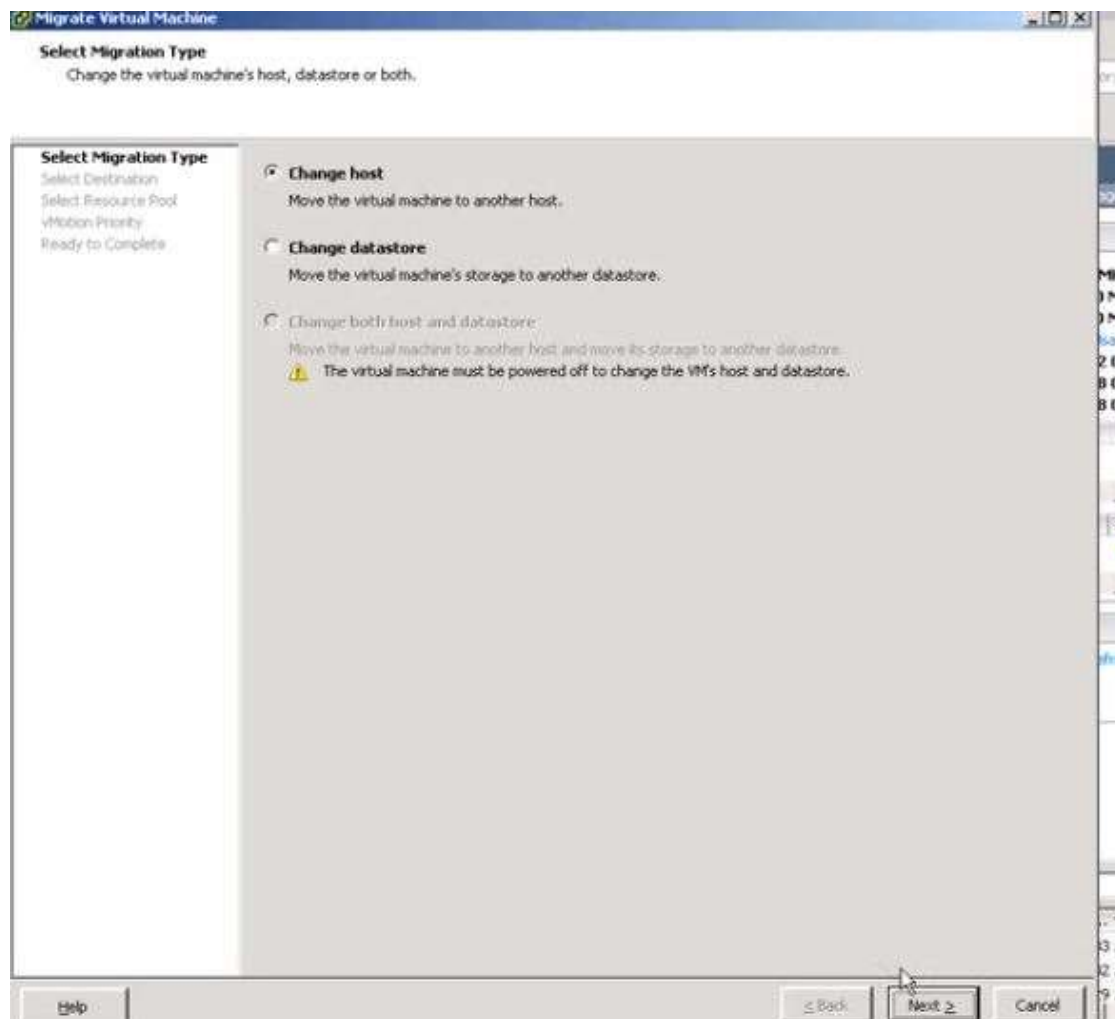 Migrate Virtual Machine
Select Migration Type
Change the virtual machine's host, datastore or both.
Select Migration Type
Select Destination
Select Resource Pool
vMotion Priority
Ready to Complete
Change host
Move the virtual machine to another host.
Change datastore
Move the virtual machine's storage to another datastore.
Change both host and datastore
Move the virtual machine to another host and move its storage to another datastore.
The virtual machine must be powered off to change the VM's host and datastore.
Help
< Back
Next >
Cancel